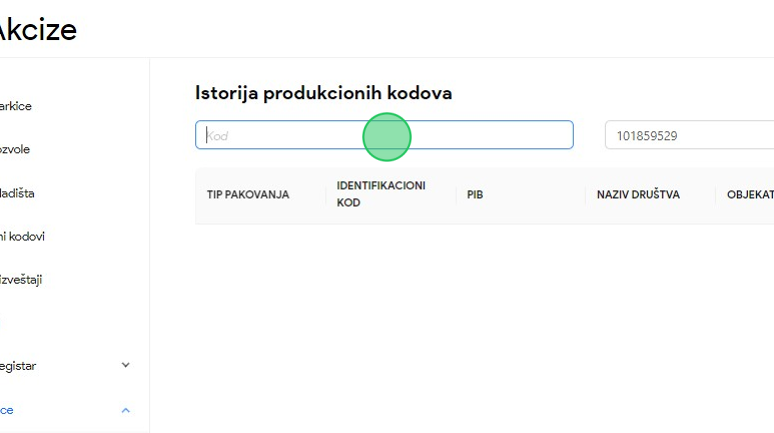 Akcize
Istorija produkcionih kodova
arkice
Kod
101859529
ozvole
TIP PAKOVANJA
IDENTIFIKACIONI
KOD
PIB
NAZIV DRUŠTVA
OBJEKAT
ladišta
ni kodovi
izveštaji
egistar
ce